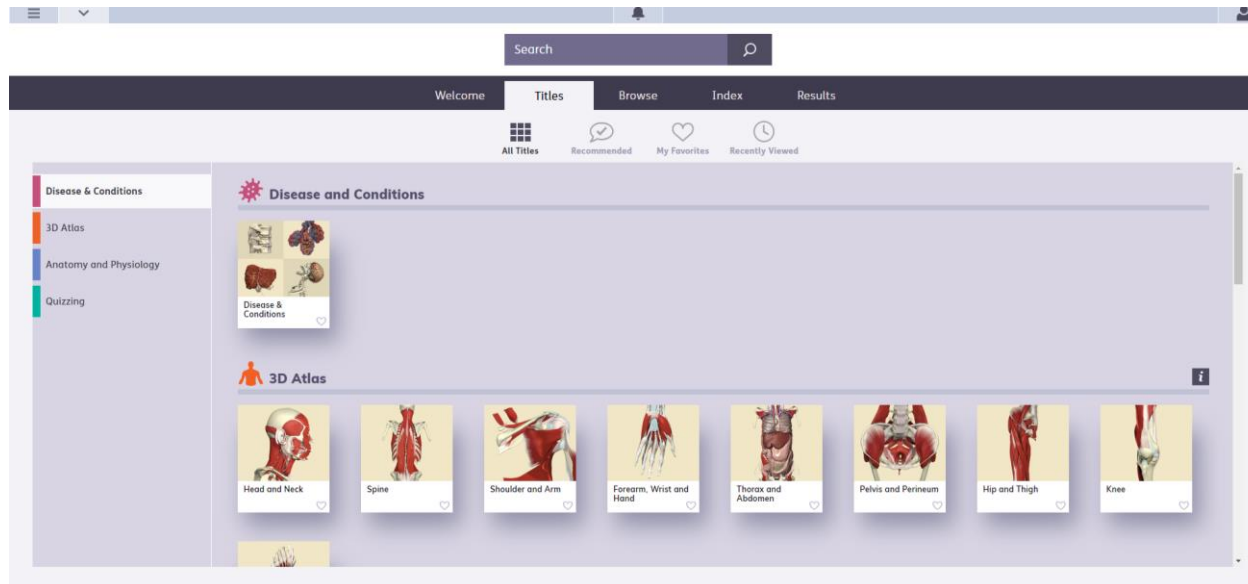 Search
Welcome Titles Browse Index Results
All Titles Recommended My Favorites Recently Viewed
Disease & Conditions
3D Atlas
Anatomy and Physiology
Quizzing
Disease and Conditions
Disease &
Conditions
3D Atlas
i
Head and Neck
Spine
Shoulder and Arm
Forearm, Wrist and
Hand
Thorax and
Abdomen
Pelvis and Perineum
Hip and Thigh
Knee